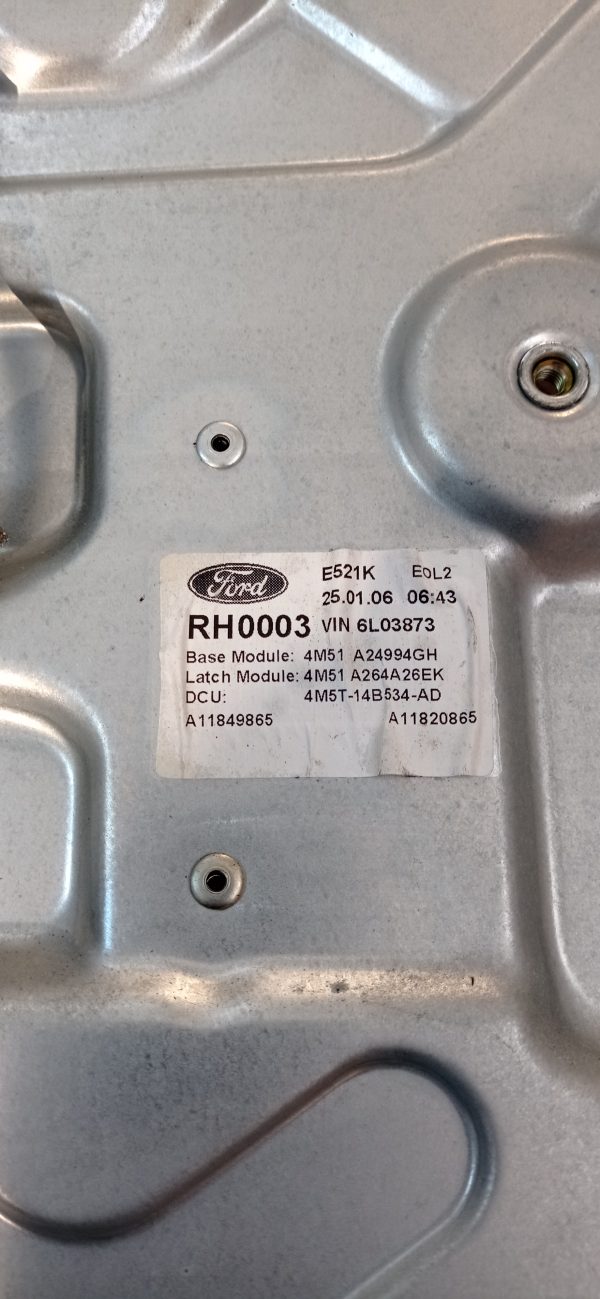 Ford
E521K EOL2
25.01.06 06:43
RH0003 VIN 6L03873
Base Module: 4M51 A24994GH
Latch Module: 4M51 A264A26EK
DCU: 4M5T-14B534-AD
A11849865 A11820865